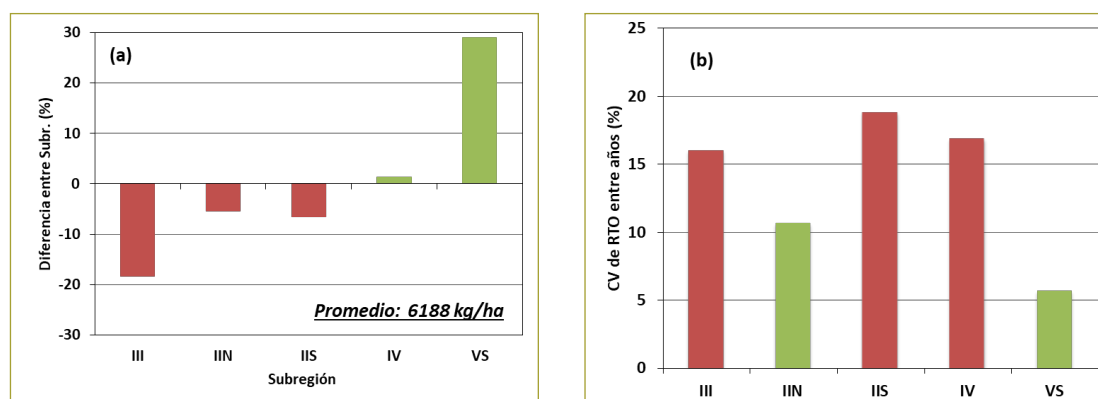 (a)
Diferencia entre Subr. (%)
30
20
10
0
-10
-20
-30
Promedio: 6188 kg/ha
III IIN IIS IV VS
Subregión
(b)
CV de RTO entre años (%)
25
20
15
10
5
0
III IIN IIS IV VS